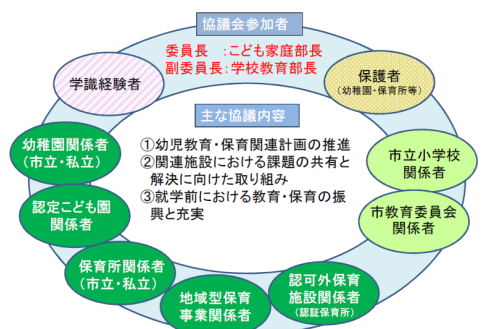 協議会参加者
委員長　：こども家庭部長
副委員長：学校教育部長
学識経験者
保護者
（幼稚園・保育所等）
主な協議内容
①幼児教育・保育関連計画の推進
②関連施設における課題の共有と
解決に向けた取り組み
③就学前における教育・保育の振
興と充実
幼稚園関係者
（市立・私立）
認定こども園
関係者
保育所関係者
（市立・私立）
地域型保育
事業関係者
認可外保育
施設関係者
（認証保育所）
市立小学校
関係者
市教育委員会
関係者